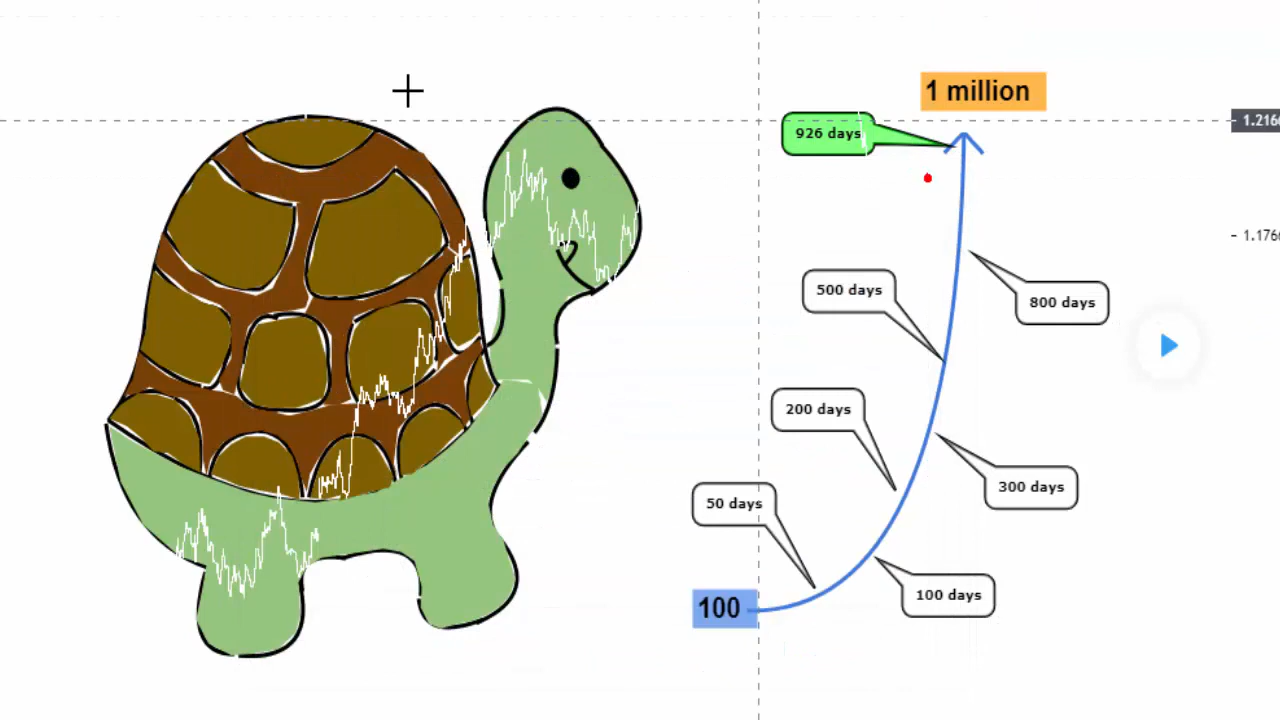 1 million
926 days
1.216
1.176
500 days
800 days
200 days
300 days
50 days
100 days
100